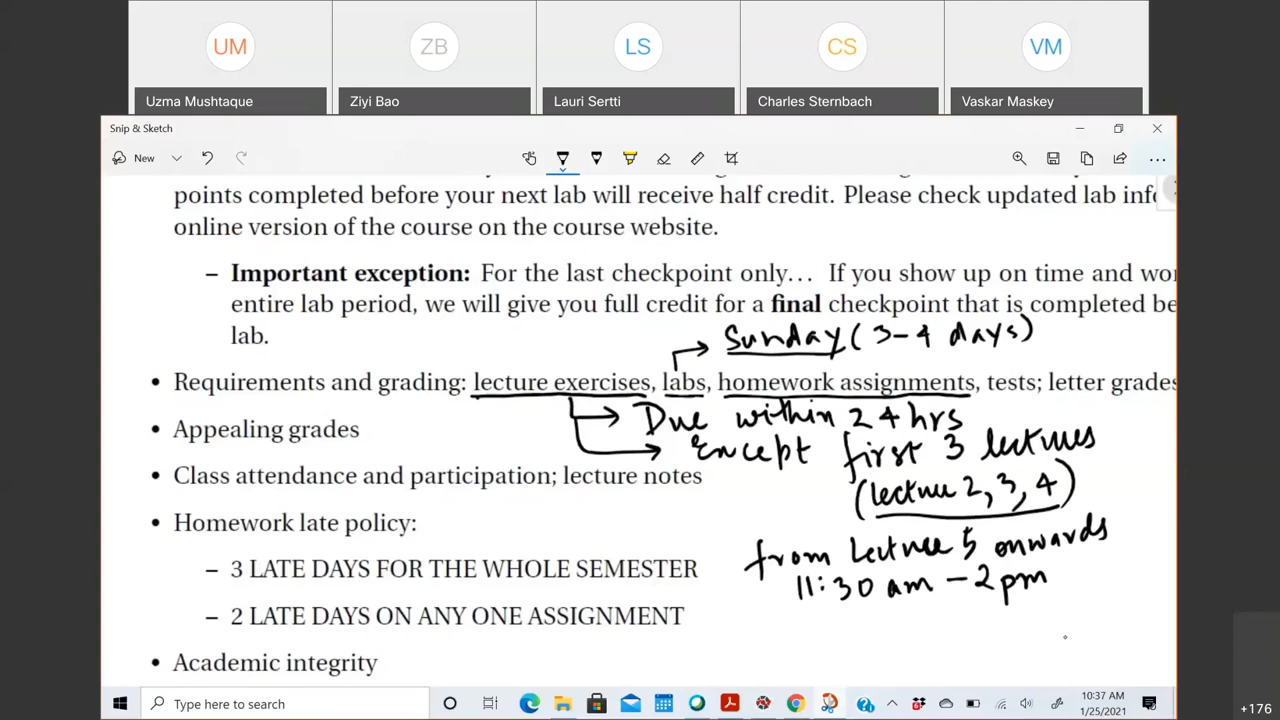 UM ZB LS CS VM
Uzma Mushtaque Ziyi Bao Lauri Sertti Charles Sternbach Vaskar Maskey
Snip & Sketch
New
points completed before your next lab will receive half credit. Please check updated lab info
online version of the course on the course website.
– Important exception: For the last checkpoint only… If you show up on time and wor
entire lab period, we will give you full credit for a final checkpoint that is completed be
lab.
Sunday (3-4 days)
• Requirements and grading: lecture exercises, labs, homework assignments, tests; letter grades
Due within 24 hrs
• Appealing grades
Except first 3 lectures
• Class attendance and participation; lecture notes
(lecture 2, 3, 4)
• Homework late policy:
from Lecture 5 onwards
– 3 LATE DAYS FOR THE WHOLE SEMESTER
11:30 am – 2 pm
– 2 LATE DAYS ON ANY ONE ASSIGNMENT
• Academic integrity
Type here to search
10:37 AM
1/25/2021
+176